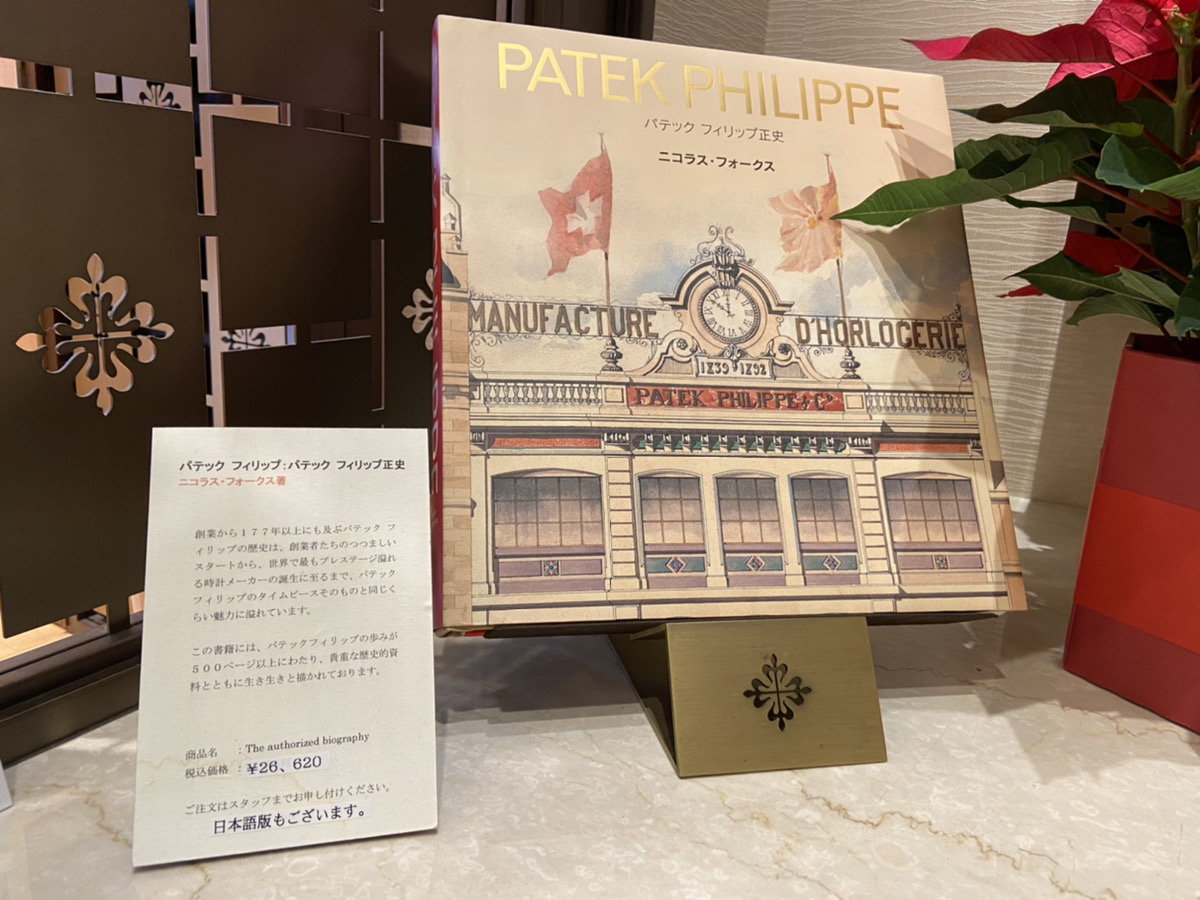 PATEK PHILIPPE
パテック フィリップ正史
ニコラス・フォークス
MANUFACTURE D'HORLOGERIE
1839 1892
PATEK PHILIPPE & Cº
パテック フィリップ：パテック フィリップ正史
ニコラス・フォークス著
創業から１７７年以上にも及ぶパテック フ
ィリップの歴史は、創業者たちのつつましい
スタートから、世界で最もプレステージ溢れ
る時計メーカーの誕生に至るまで、パテック
フィリップのタイムピースそのものと同じく
らい魅力に溢れています。
この書籍には、パテックフィリップの歩みが
５００ページ以上にわたり、貴重な歴史的資
料とともに生き生きと描かれております。
商品名　：The authorized biography
税込価格：¥26、620
ご注文はスタッフまでお申し付けください。
日本語版もございます。